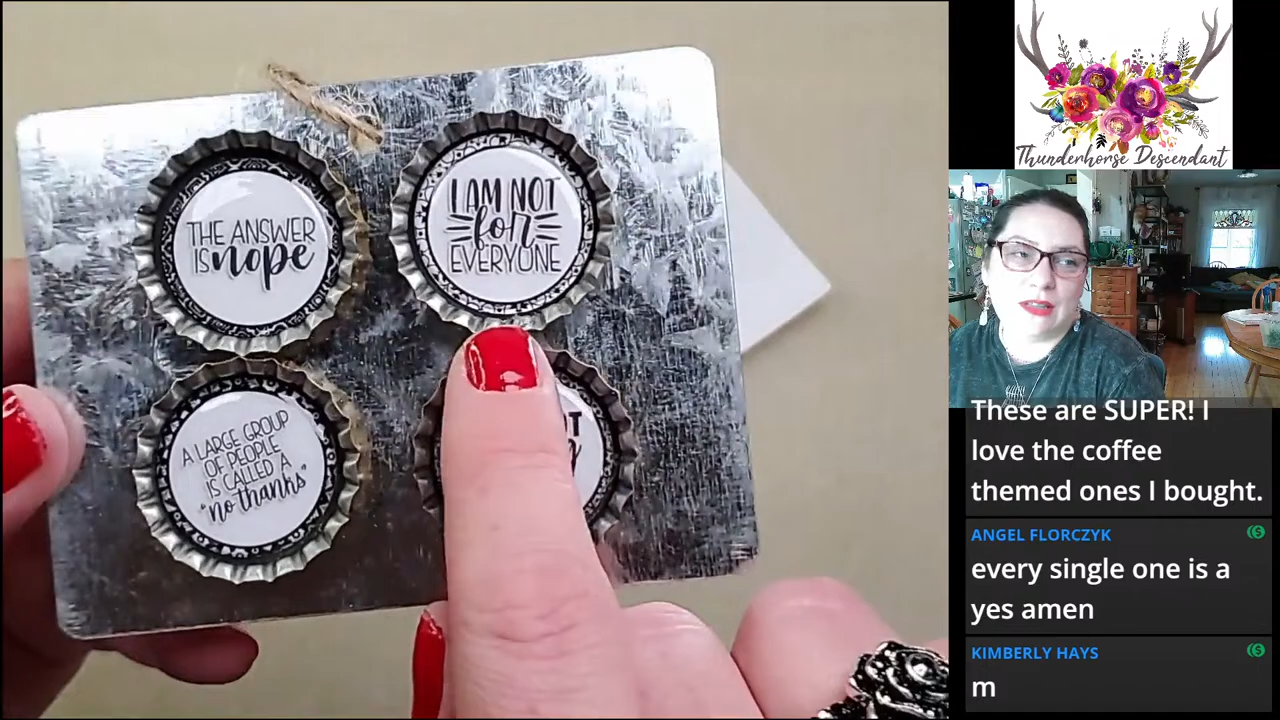 THE ANSWER
IS nope
I AM NOT
for
EVERYONE
A LARGE GROUP
OF PEOPLE
IS CALLED A
"no thanks"
Thunderhorse Descendant
These are SUPER! I
love the coffee
themed ones I bought.
ANGEL FLORCZYK
every single one is a
yes amen
KIMBERLY HAYS
m